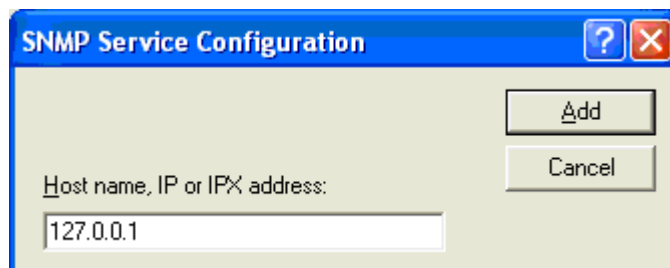 SNMP Service Configuration
?
Add
Cancel
Host name, IP or IPX address:
127.0.0.1